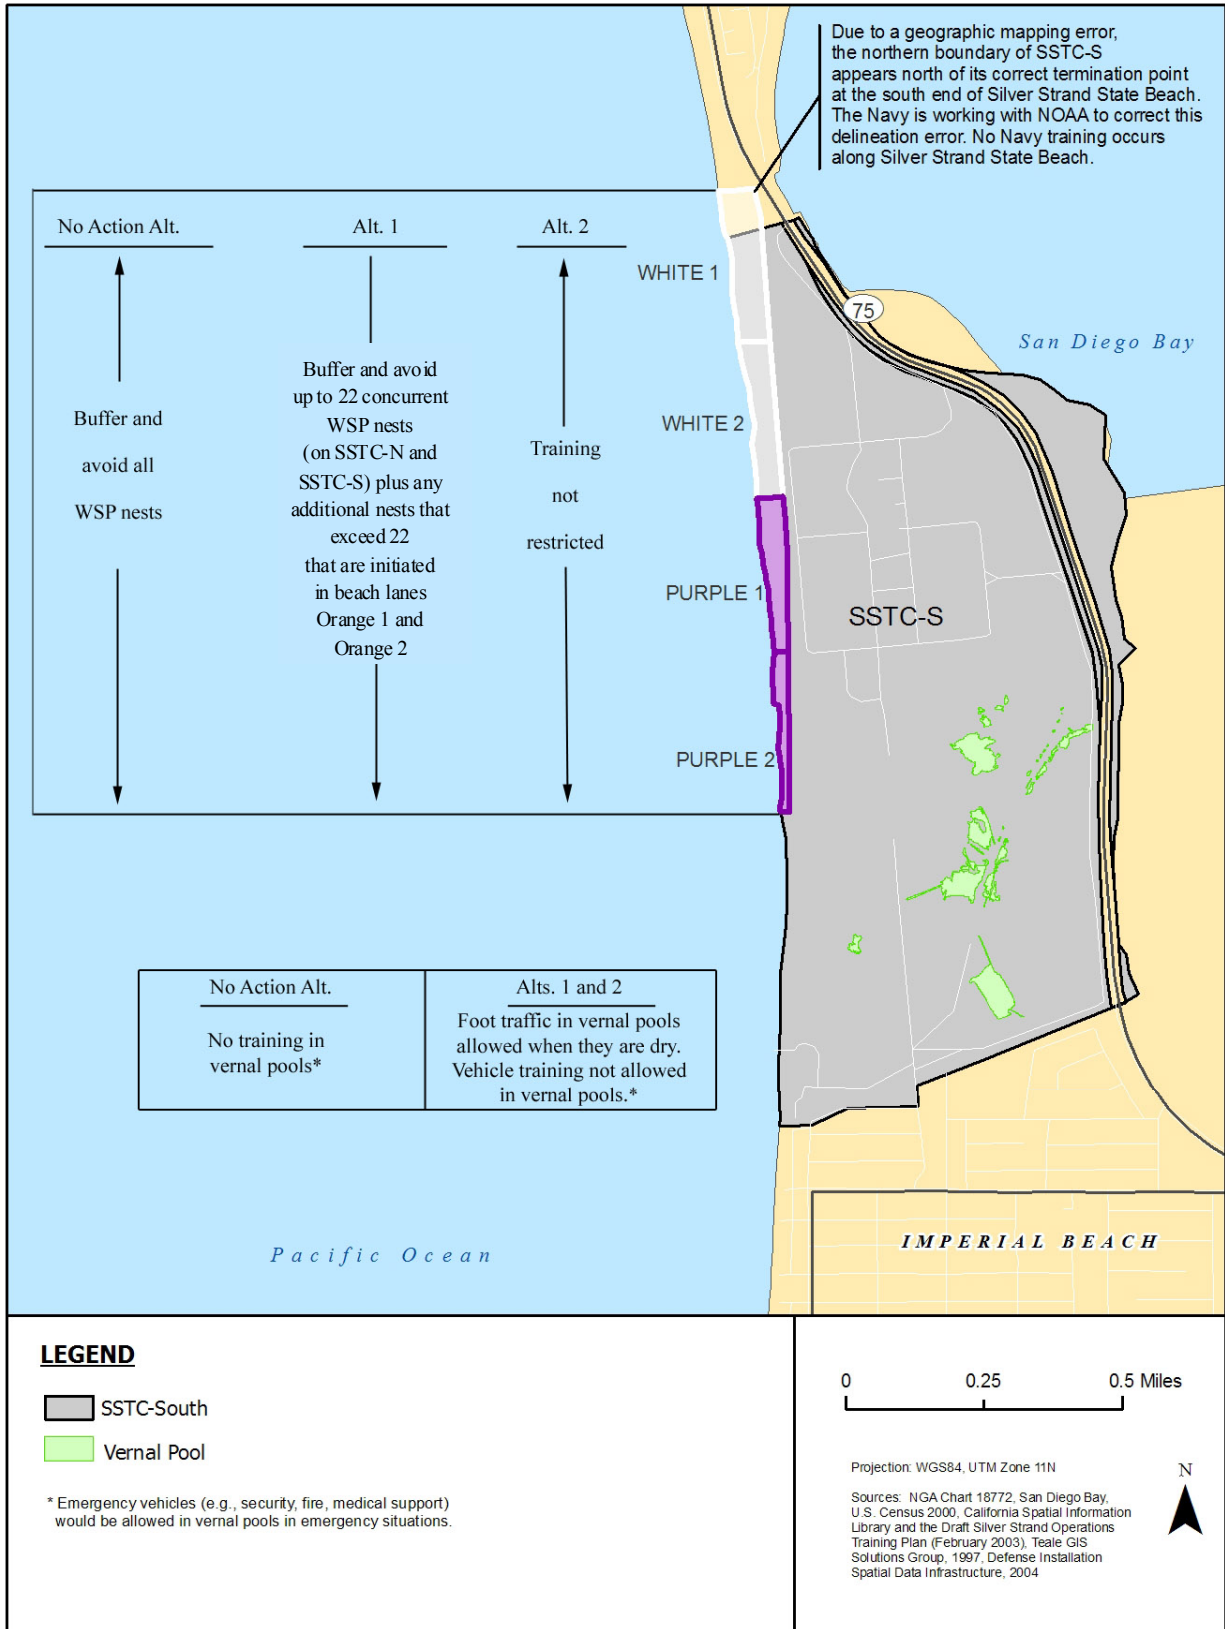 Due to a geographic mapping error,
the northern boundary of SSTC-S
appears north of its correct termination point
at the south end of Silver Strand State Beach.
The Navy is working with NOAA to correct this
delineation error. No Navy training occurs
along Silver Strand State Beach.
No Action Alt.
Buffer and
avoid all
WSP nests
Alt. 1
Buffer and avoid
up to 22 concurrent
WSP nests
(on SSTC-N and
SSTC-S) plus any
additional nests that
exceed 22
that are initiated
in beach lanes
Orange 1 and
Orange 2
Alt. 2
Training
not
restricted
WHITE 1
WHITE 2
PURPLE 1
PURPLE 2
75
San Diego Bay
SSTC-S
No Action Alt.
No training in
vernal pools*
Alts. 1 and 2
Foot traffic in vernal pools
allowed when they are dry.
Vehicle training not allowed
in vernal pools.*
Pacific Ocean
IMPERIAL BEACH
LEGEND
SSTC-South
Vernal Pool
* Emergency vehicles (e.g., security, fire, medical support)
would be allowed in vernal pools in emergency situations.
0 0.25 0.5 Miles
Projection: WGS84, UTM Zone 11N
N
Sources: NGA Chart 18772, San Diego Bay,
U.S. Census 2000, California Spatial Information
Library and the Draft Silver Strand Operations
Training Plan (February 2003), Teale GIS
Solutions Group, 1997, Defense Installation
Spatial Data Infrastructure, 2004